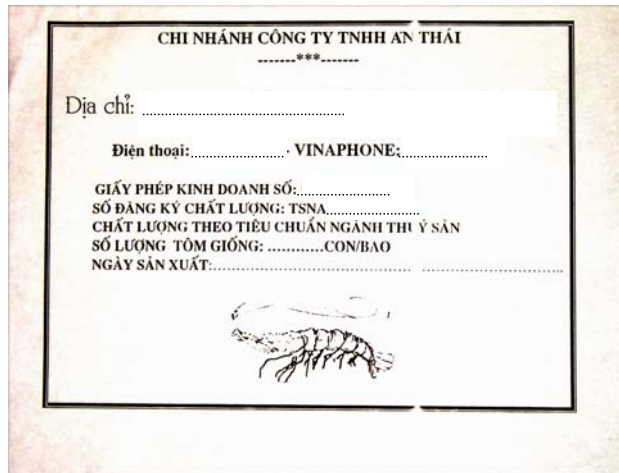 CHI NHÁNH CÔNG TY TNHH AN THÁI
-------***-------
Địa chỉ: ........................................................
Điện thoại:......................... · VINAPHONE:........................
GIẤY PHÉP KINH DOANH SỐ:.........................
SỐ ĐĂNG KÝ CHẤT LƯỢNG: TSNA.........................
CHẤT LƯỢNG THEO TIÊU CHUẨN NGÀNH THUỶ SẢN
SỐ LƯỢNG TÔM GIỐNG: ............CON/BAO
NGÀY SẢN XUẤT:............................................................................................